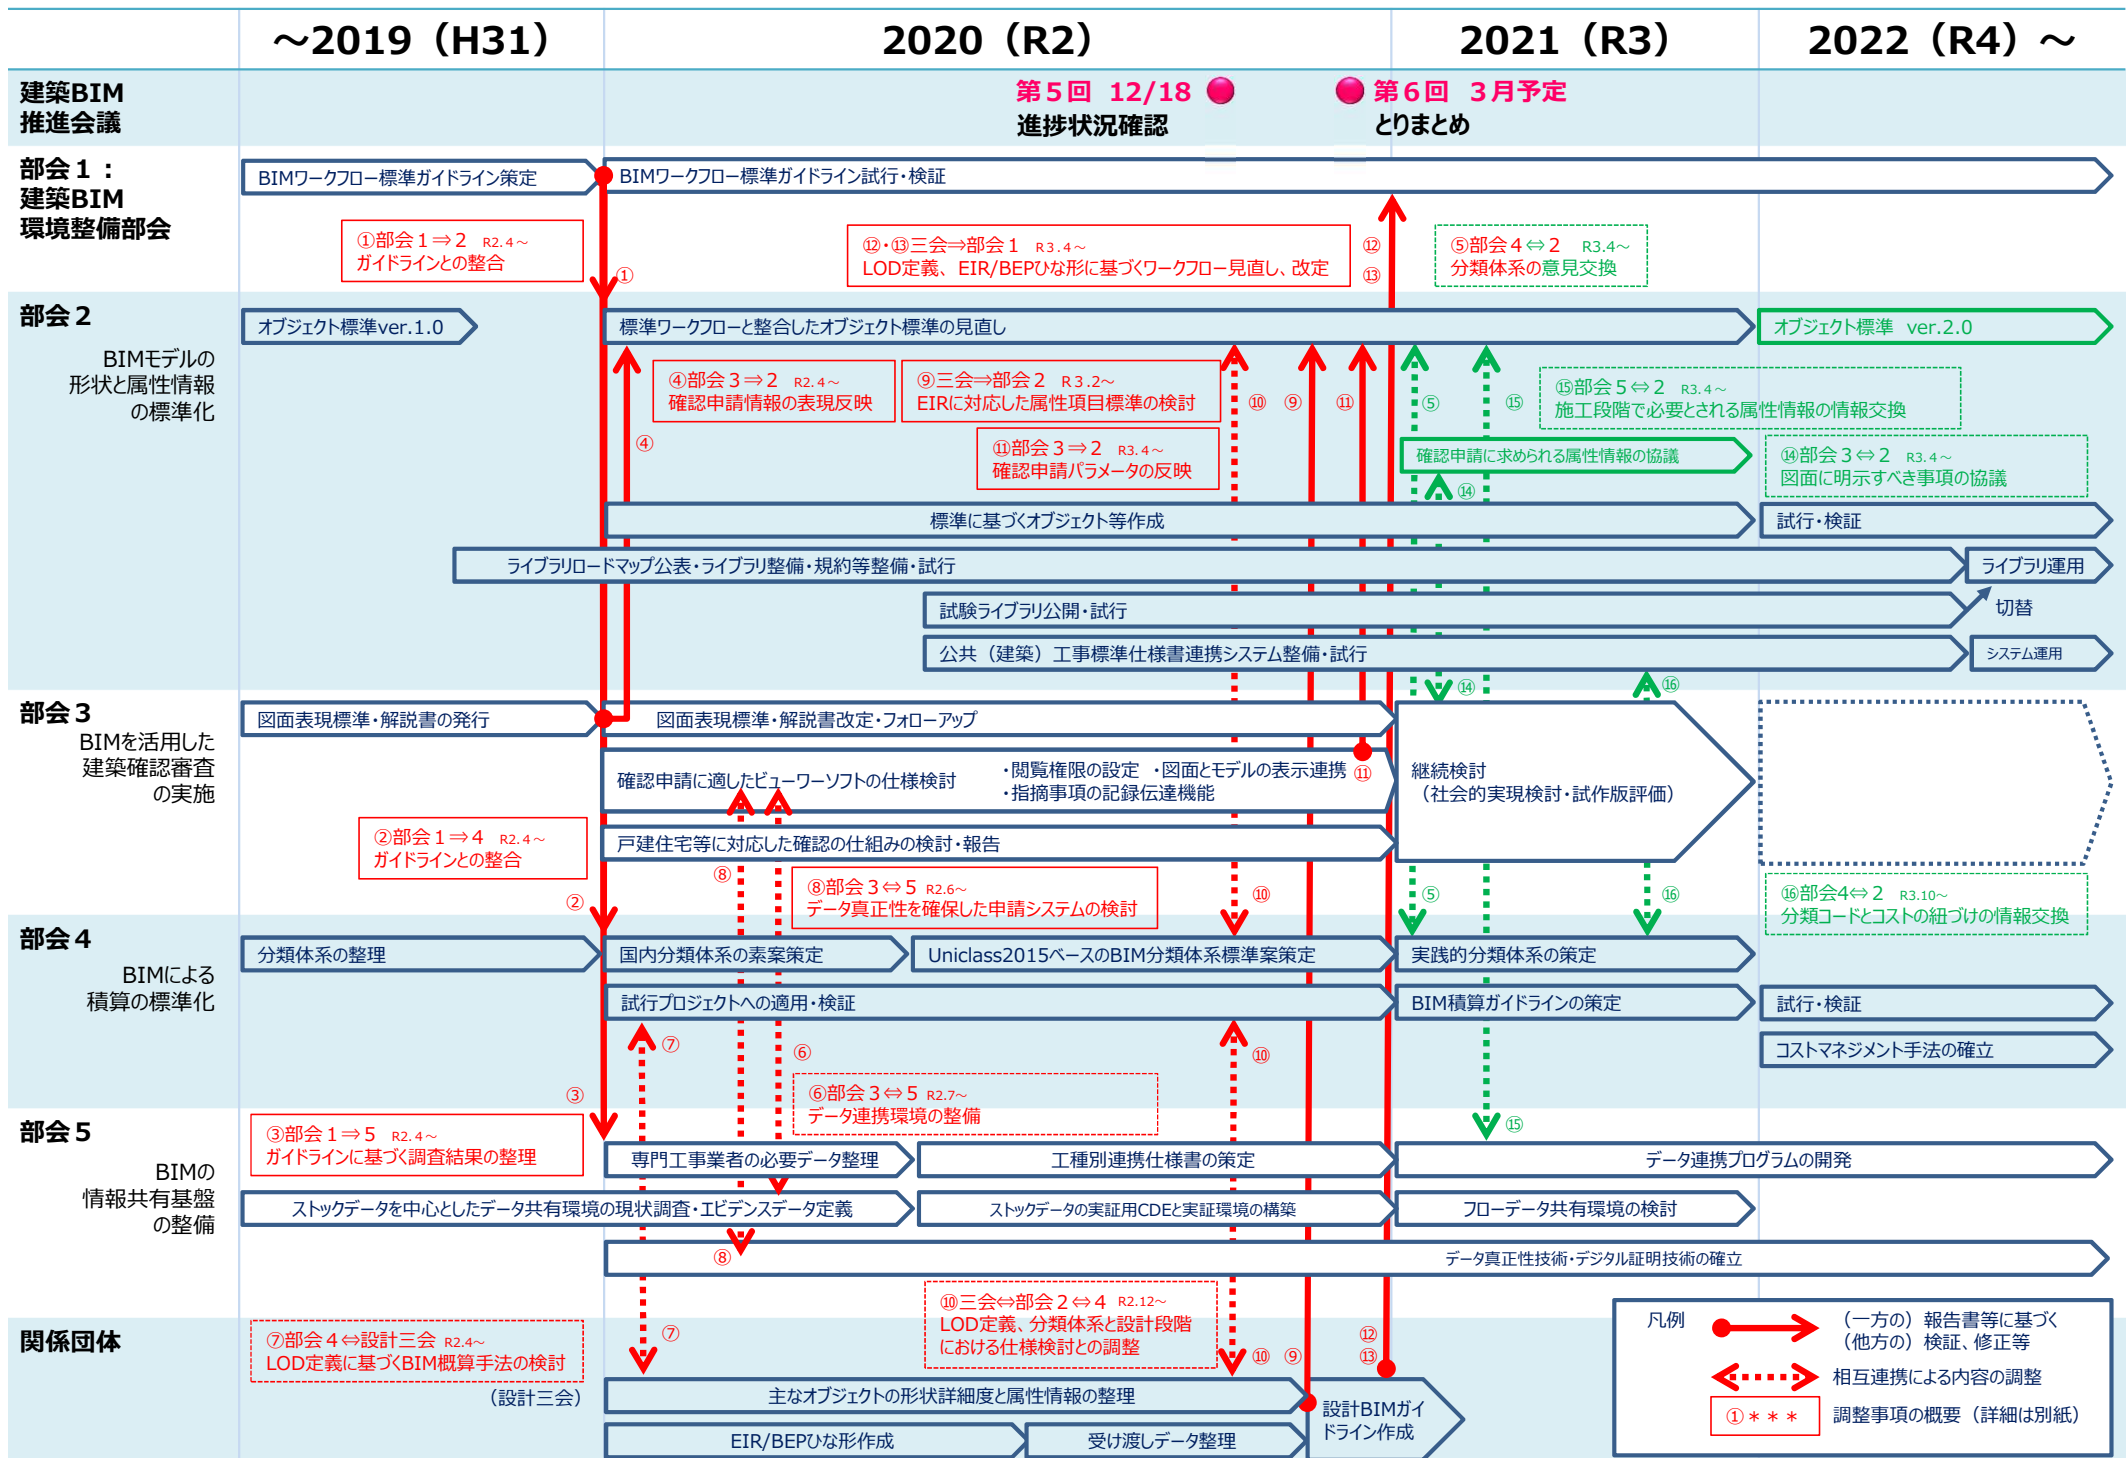 ～2019（H31）
2020（R2）
2021（R3）
2022（R4）～
建築BIM
推進会議
第５回 12/18
進捗状況確認
第６回 ３月予定
とりまとめ
部会１：
建築BIM
環境整備部会
BIMワークフロー標準ガイドライン策定
BIMワークフロー標準ガイドライン試行・検証
①部会１⇒２ R2.4～
ガイドラインとの整合
①
⑫・⑬三会⇒部会１ R3.4～
LOD定義、EIR/BEPひな形に基づくワークフロー見直し、改定
⑫
⑬
⑤部会４⇔２ R3.4～
分類体系の意見交換
部会２
BIMモデルの
形状と属性情報
の標準化
オブジェクト標準ver.1.0
標準ワークフローと整合したオブジェクト標準の見直し
オブジェクト標準 ver.2.0
④部会３⇒２ R2.4～
確認申請情報の表現反映
⑨三会⇒部会２ R3.2～
EIRに対応した属性項目標準の検討
⑩
⑨
⑪
⑤
⑮
⑮部会５⇔２ R3.4～
施工段階で必要とされる属性情報の情報交換
④
⑪部会３⇒２ R3.4～
確認申請パラメータの反映
確認申請に求められる属性情報の協議
⑭部会３⇔２ R3.4～
図面に明示すべき事項の協議
⑭
標準に基づくオブジェクト等作成
試行・検証
ライブラリロードマップ公表・ライブラリ整備・規約等整備・試行
ライブラリ運用
試験ライブラリ公開・試行
切替
公共（建築）工事標準仕様書連携システム整備・試行
システム運用
⑭
⑯
部会３
BIMを活用した
建築確認審査
の実施
図面表現標準・解説書の発行
図面表現標準・解説書改定・フォローアップ
確認申請に適したビューワーソフトの仕様検討
・閲覧権限の設定 ・図面とモデルの表示連携
・指摘事項の記録伝達機能
⑪
継続検討
（社会的実現検討・試作版評価）
戸建住宅等に対応した確認の仕組みの検討・報告
②部会１⇒４ R2.4～
ガイドラインとの整合
②
⑧
⑧部会３⇔５ R2.6～
データ真正性を確保した申請システムの検討
⑩
⑤
⑯
⑯部会4⇔２ R3.10～
分類コードとコストの紐づけの情報交換
部会４
BIMによる
積算の標準化
分類体系の整理
国内分類体系の素案策定
Uniclass2015ベースのBIM分類体系標準案策定
実践的分類体系の策定
試行プロジェクトへの適用・検証
BIM積算ガイドラインの策定
試行・検証
コストマネジメント手法の確立
⑦
⑥
⑩
⑥部会３⇔５ R2.7～
データ連携環境の整備
③
部会５
BIMの
情報共有基盤
の整備
③部会１⇒５ R2.4～
ガイドラインに基づく調査結果の整理
⑮
専門工事業者の必要データ整理
工種別連携仕様書の策定
データ連携プログラムの開発
ストックデータを中心としたデータ共有環境の現状調査・エビデンスデータ定義
ストックデータの実証用CDEと実証環境の構築
フローデータ共有環境の検討
⑧
データ真正性技術・デジタル証明技術の確立
関係団体
⑦部会４⇔設計三会 R2.4～
LOD定義に基づくBIM概算手法の検討
⑦
⑩三会⇔部会２⇔４ R2.12～
LOD定義、分類体系と設計段階
における仕様検討との調整
⑩
⑨
⑫
⑬
（設計三会）
主なオブジェクトの形状詳細度と属性情報の整理
EIR/BEPひな形作成
受け渡しデータ整理
設計BIMガイ
ドライン作成
凡例
（一方の）報告書等に基づく
（他方の）検証、修正等
相互連携による内容の調整
①＊＊＊
調整事項の概要（詳細は別紙）